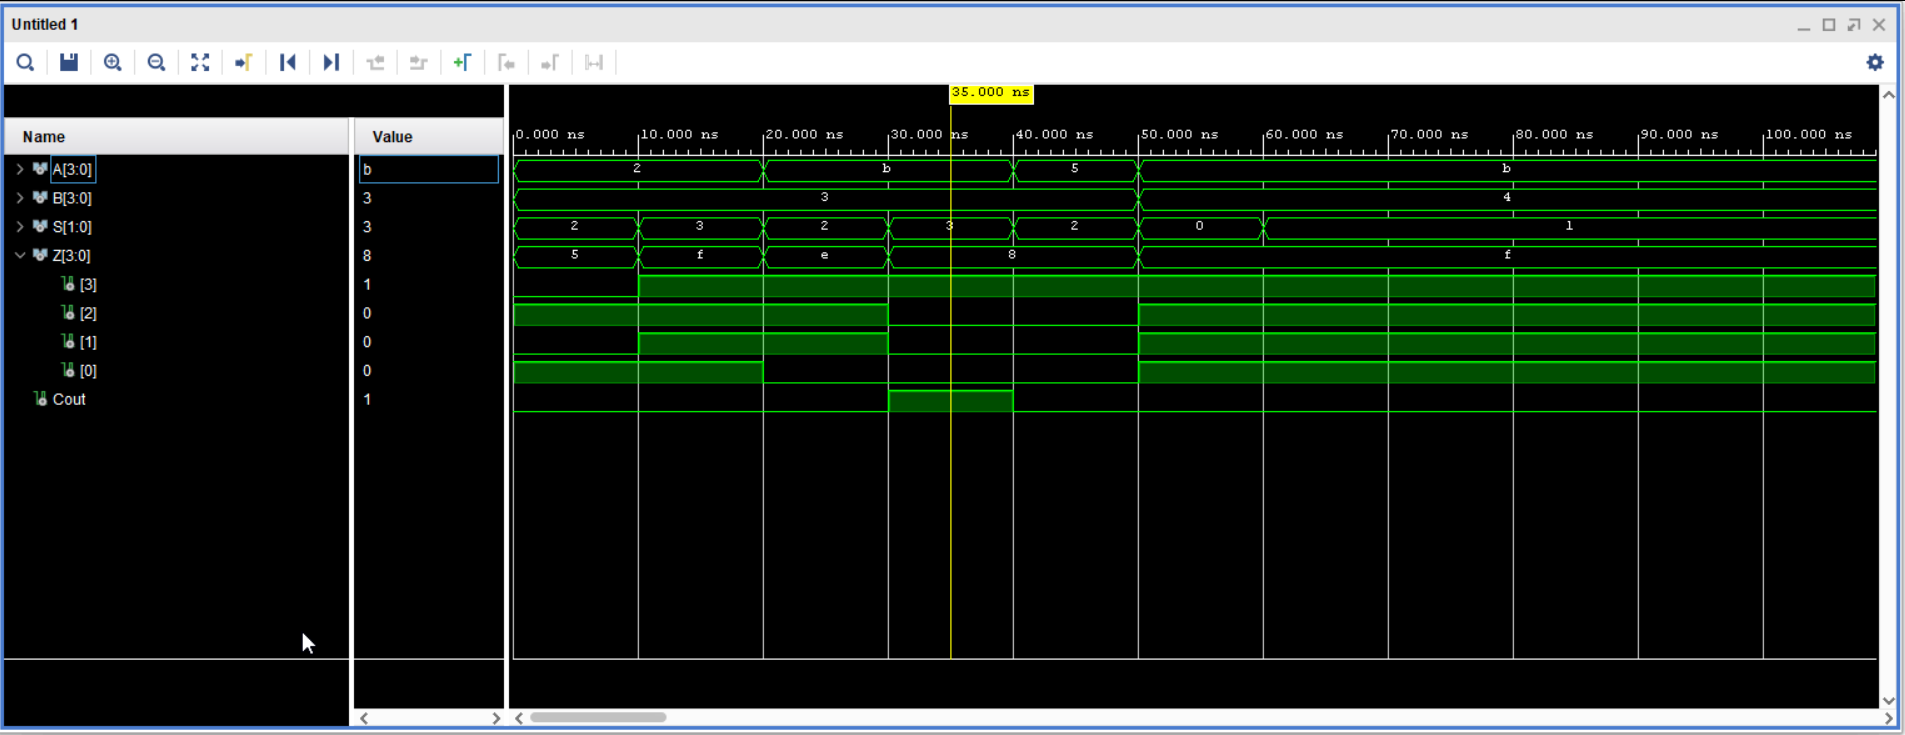 Untitled 1
35.000 ns
Name Value
0.000 ns 10.000 ns 20.000 ns 30.000 ns 40.000 ns 50.000 ns 60.000 ns 70.000 ns 80.000 ns 90.000 ns 100.000 ns
A[3:0] b 2 b 5 b
B[3:0] 3 3 4
S[1:0] 3 2 3 2 3 2 0 1
Z[3:0] 8 5 f e 8 f
[3] 1
[2] 0
[1] 0
[0] 0
Cout 1